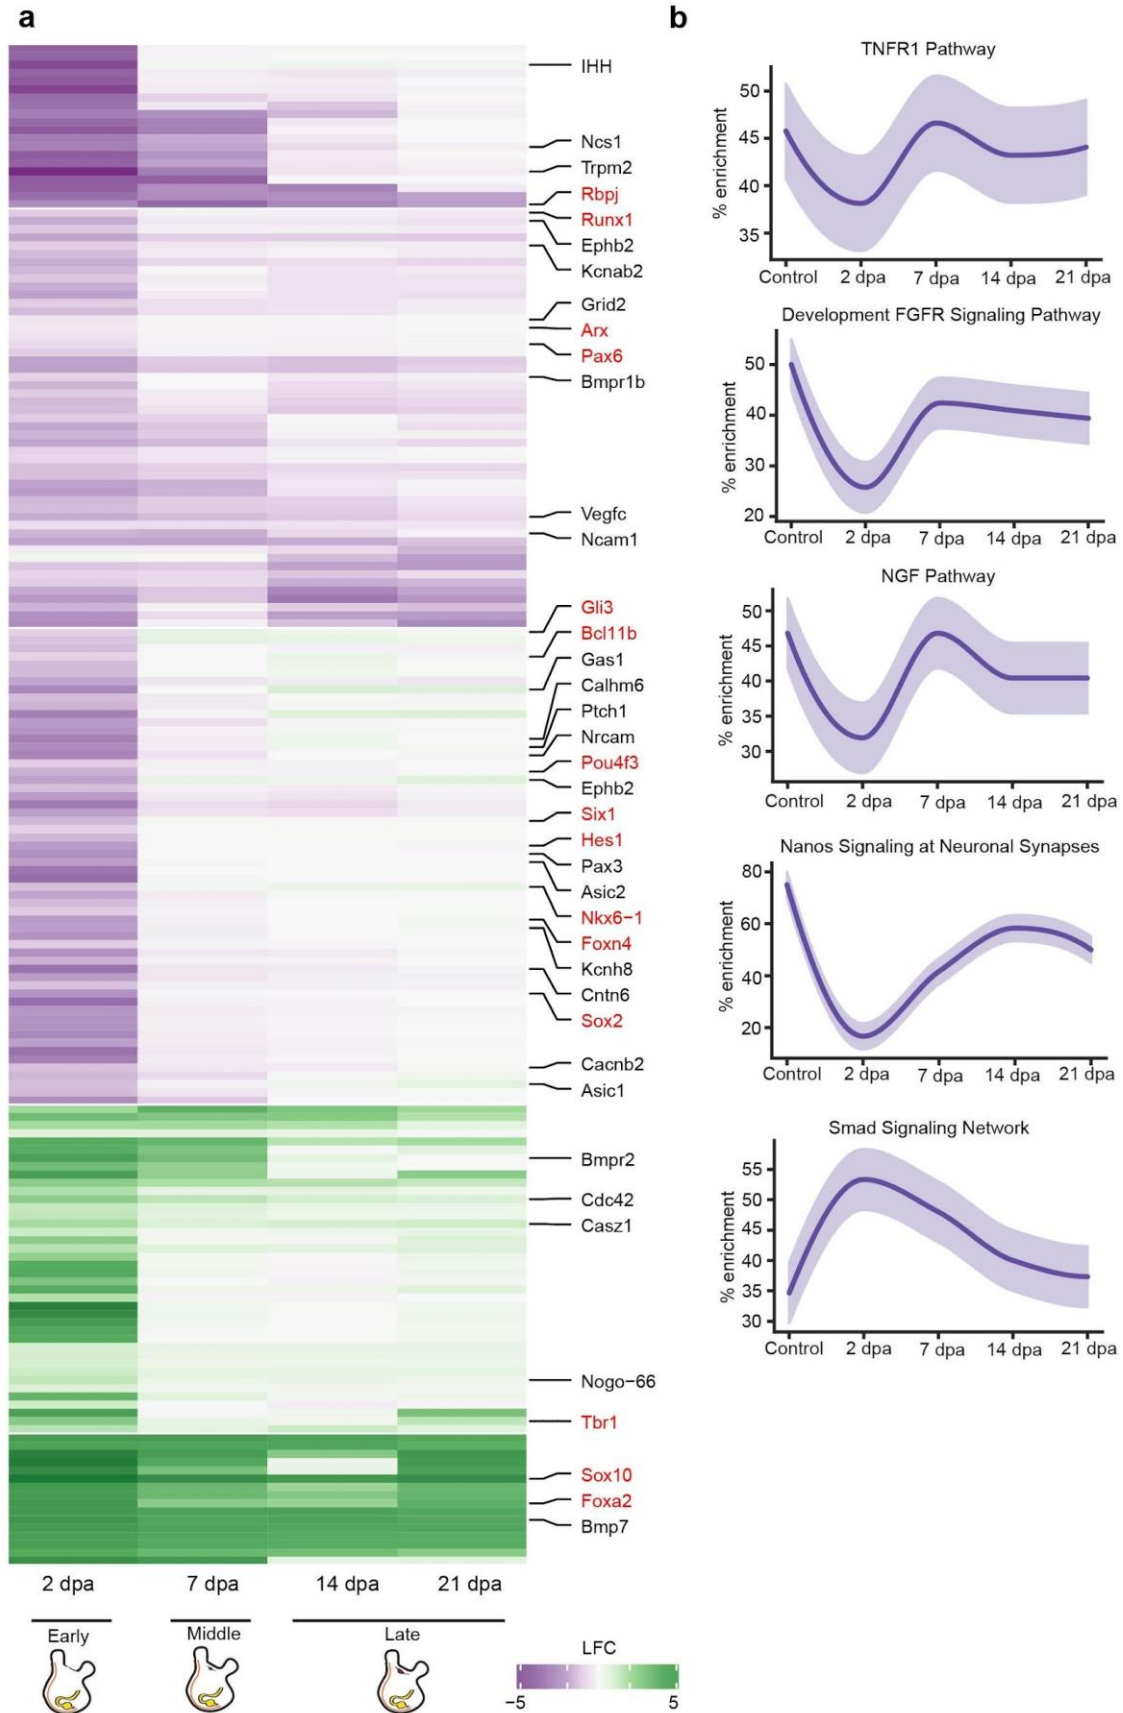 a
IHH
Ncs1
Trpm2
Rbpj
Runx1
Ephb2
Kcnab2
Grid2
Arx
Pax6
Bmpr1b
Vegfc
Ncam1
Gli3
Bcl11b
Gas1
Calhm6
Ptch1
Nrcam
Pou4f3
Ephb2
Six1
Hes1
Pax3
Asic2
Nkx6−1
Foxn4
Kcnh8
Cntn6
Sox2
Cacnb2
Asic1
Bmpr2
Cdc42
Casz1
Nogo−66
Tbr1
Sox10
Foxa2
Bmp7
2 dpa 7 dpa 14 dpa 21 dpa
Early Middle Late
LFC
−5 5
b
TNFR1 Pathway
% enrichment
50
45
40
35
Control 2 dpa 7 dpa 14 dpa 21 dpa
Development FGFR Signaling Pathway
% enrichment
50
40
30
20
Control 2 dpa 7 dpa 14 dpa 21 dpa
NGF Pathway
% enrichment
50
45
40
35
30
Control 2 dpa 7 dpa 14 dpa 21 dpa
Nanos Signaling at Neuronal Synapses
% enrichment
80
60
40
20
Control 2 dpa 7 dpa 14 dpa 21 dpa
Smad Signaling Network
% enrichment
55
50
45
40
35
30
Control 2 dpa 7 dpa 14 dpa 21 dpa